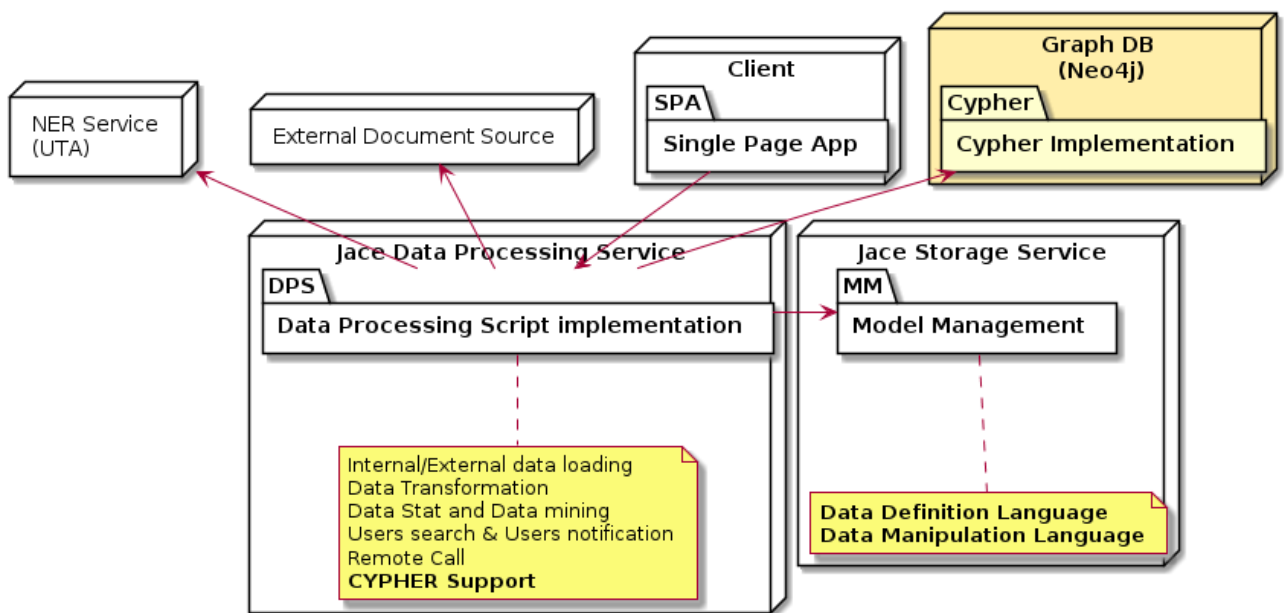 NER Service
(UTA)
External Document Source
Client
SPA
Single Page App
Graph DB
(Neo4j)
Cypher
Cypher Implementation
Jace Data Processing Service
DPS
Data Processing Script implementation
Jace Storage Service
MM
Model Management
Internal/External data loading
Data Transformation
Data Stat and Data mining
Users search & Users notification
Remote Call
CYPHER Support
Data Definition Language
Data Manipulation Language